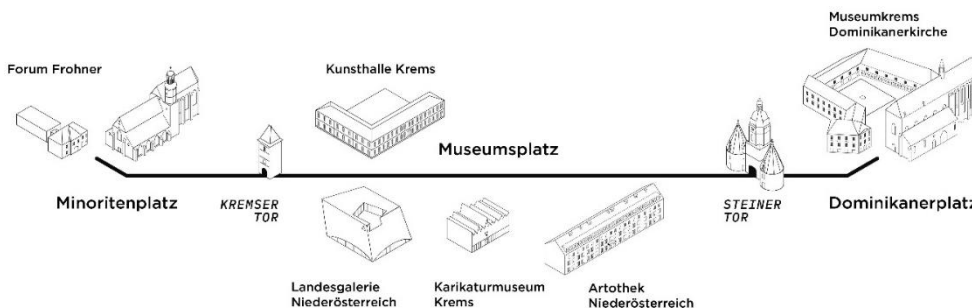 Museumkrems
Dominikanerkirche
Forum Frohner
Kunsthalle Krems
Museumsplatz
Minoritenplatz
KREMSER
TOR
STEINER
TOR
Dominikanerplatz
Landesgalerie
Niederösterreich
Karikaturmuseum
Krems
Artothek
Niederösterreich